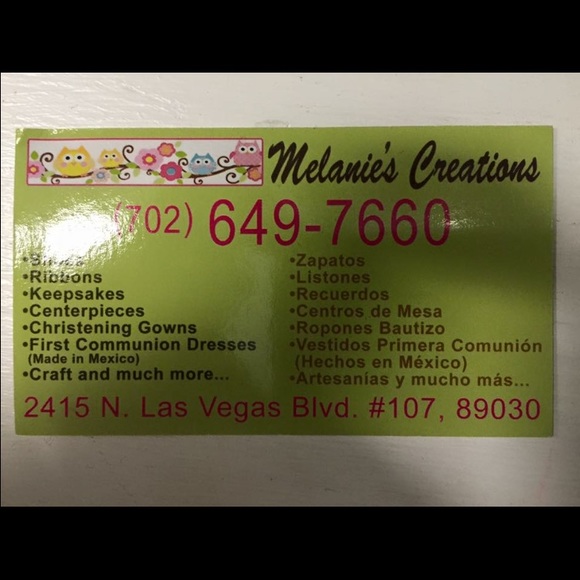 Melanie's Creations
(702) 649-7660
•Ribbons
•Keepsakes
•Centerpieces
•Christening Gowns
•First Communion Dresses
(Made in Mexico)
•Craft and much more...
•Zapatos
•Listones
•Recuerdos
•Centros de Mesa
•Ropones Bautizo
•Vestidos Primera Comunión
(Hechos en México)
•Artesanías y mucho más...
2415 N. Las Vegas Blvd. #107, 89030